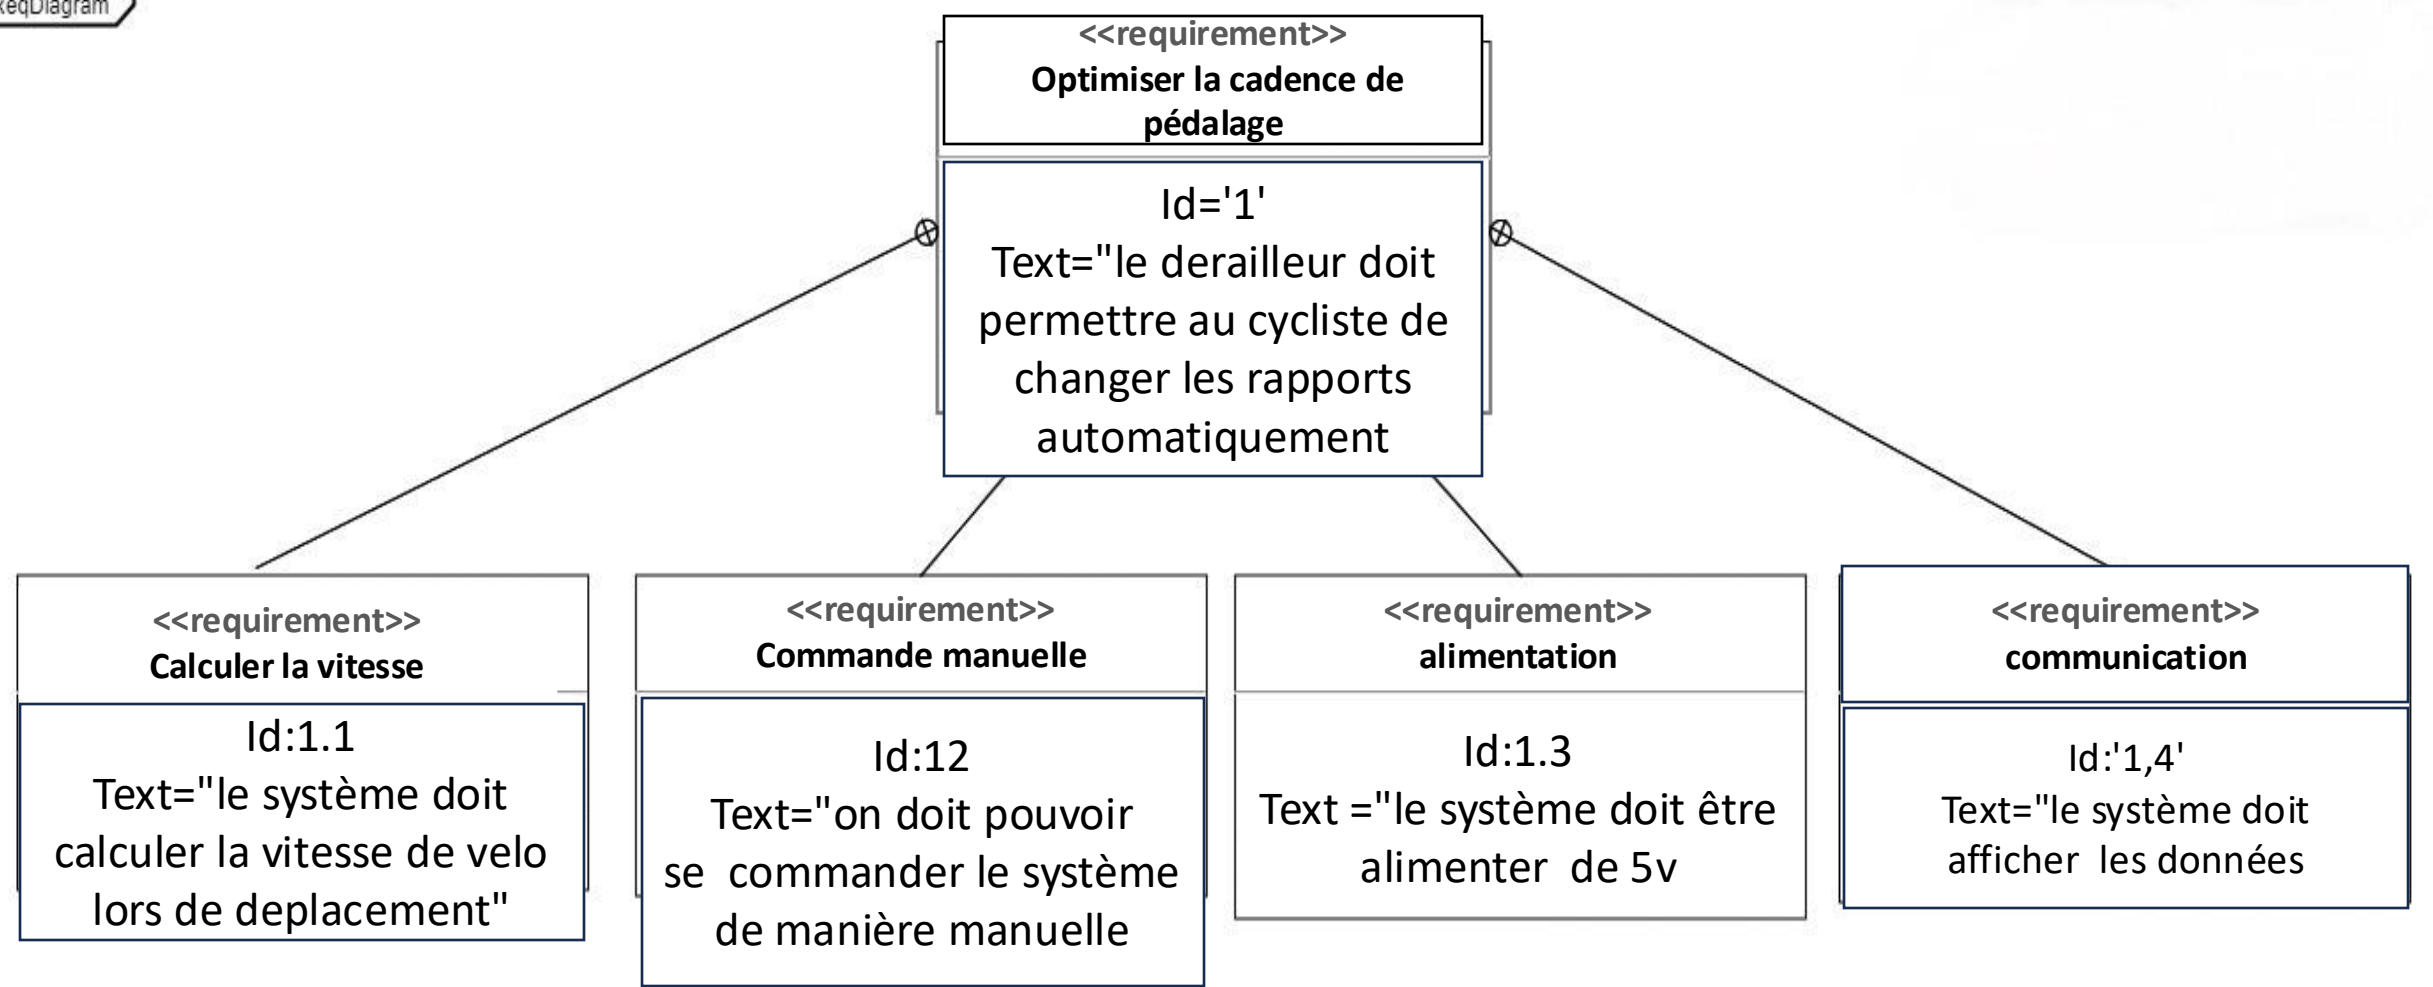 ReqDiagram
<<requirement>>
Optimiser la cadence de
pédalage
Id='1'
Text="le derailleur doit
permettre au cycliste de
changer les rapports
automatiquement
<<requirement>>
Calculer la vitesse
Id:1.1
Text="le système doit
calculer la vitesse de velo
lors de deplacement"
<<requirement>>
Commande manuelle
Id:12
Text="on doit pouvoir
se commander le système
de manière manuelle
<<requirement>>
alimentation
Id:1.3
Text ="le système doit être
alimenter de 5v
<<requirement>>
communication
Id:'1,4'
Text="le système doit
afficher les données